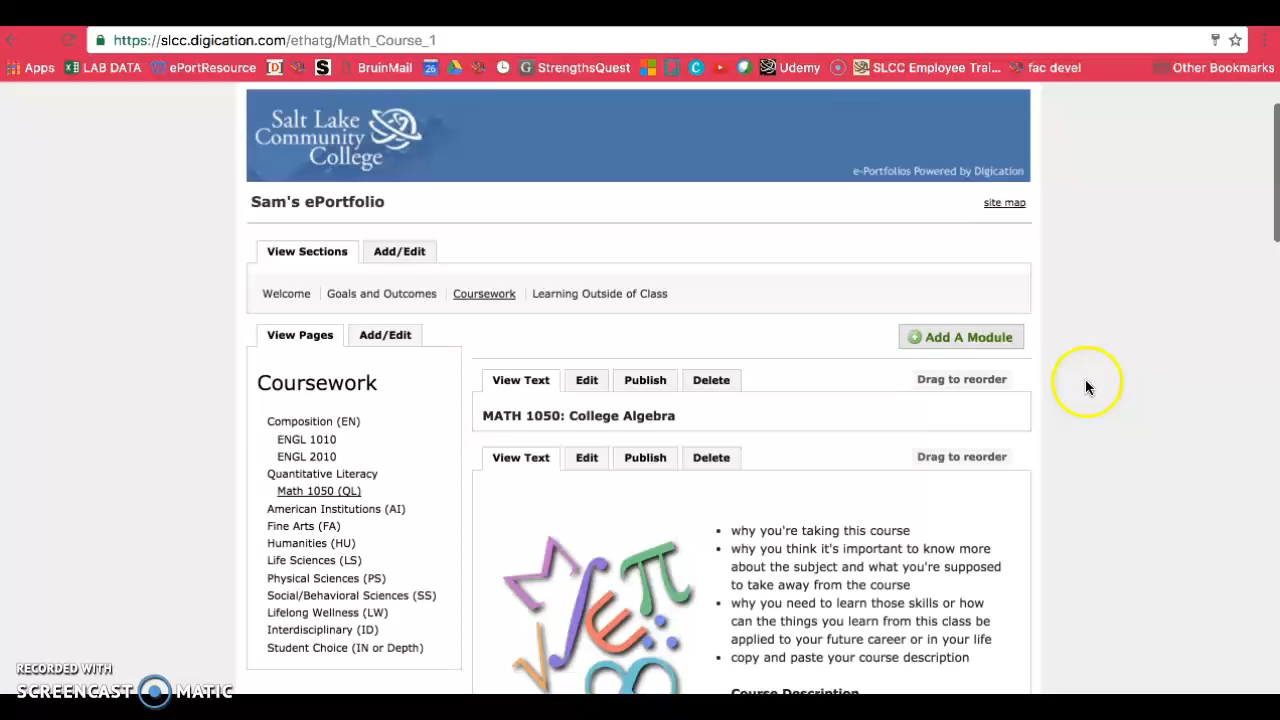 https://slcc.digication.com/ethatg/Math_Course_1
Apps LAB DATA ePortResource BruinMail 26 StrengthsQuest Udemy SLCC Employee Trai... fac devel Other Bookmarks
Salt Lake
Community
College
e-Portfolios Powered by Digication
Sam's ePortfolio
site map
View Sections Add/Edit
Welcome Goals and Outcomes Coursework Learning Outside of Class
View Pages Add/Edit
Add A Module
Coursework
Composition (EN)
ENGL 1010
ENGL 2010
Quantitative Literacy
Math 1050 (QL)
American Institutions (AI)
Fine Arts (FA)
Humanities (HU)
Life Sciences (LS)
Physical Sciences (PS)
Social/Behavioral Sciences (SS)
Lifelong Wellness (LW)
Interdisciplinary (ID)
Student Choice (IN or Depth)
View Text Edit Publish Delete Drag to reorder
MATH 1050: College Algebra
View Text Edit Publish Delete Drag to reorder
• why you're taking this course
• why you think it's important to know more
about the subject and what you're supposed
to take away from the course
• why you need to learn those skills or how
can the things you learn from this class be
applied to your future career or in your life
• copy and paste your course description
Course Description
RECORDED WITH
SCREENCAST MATIC